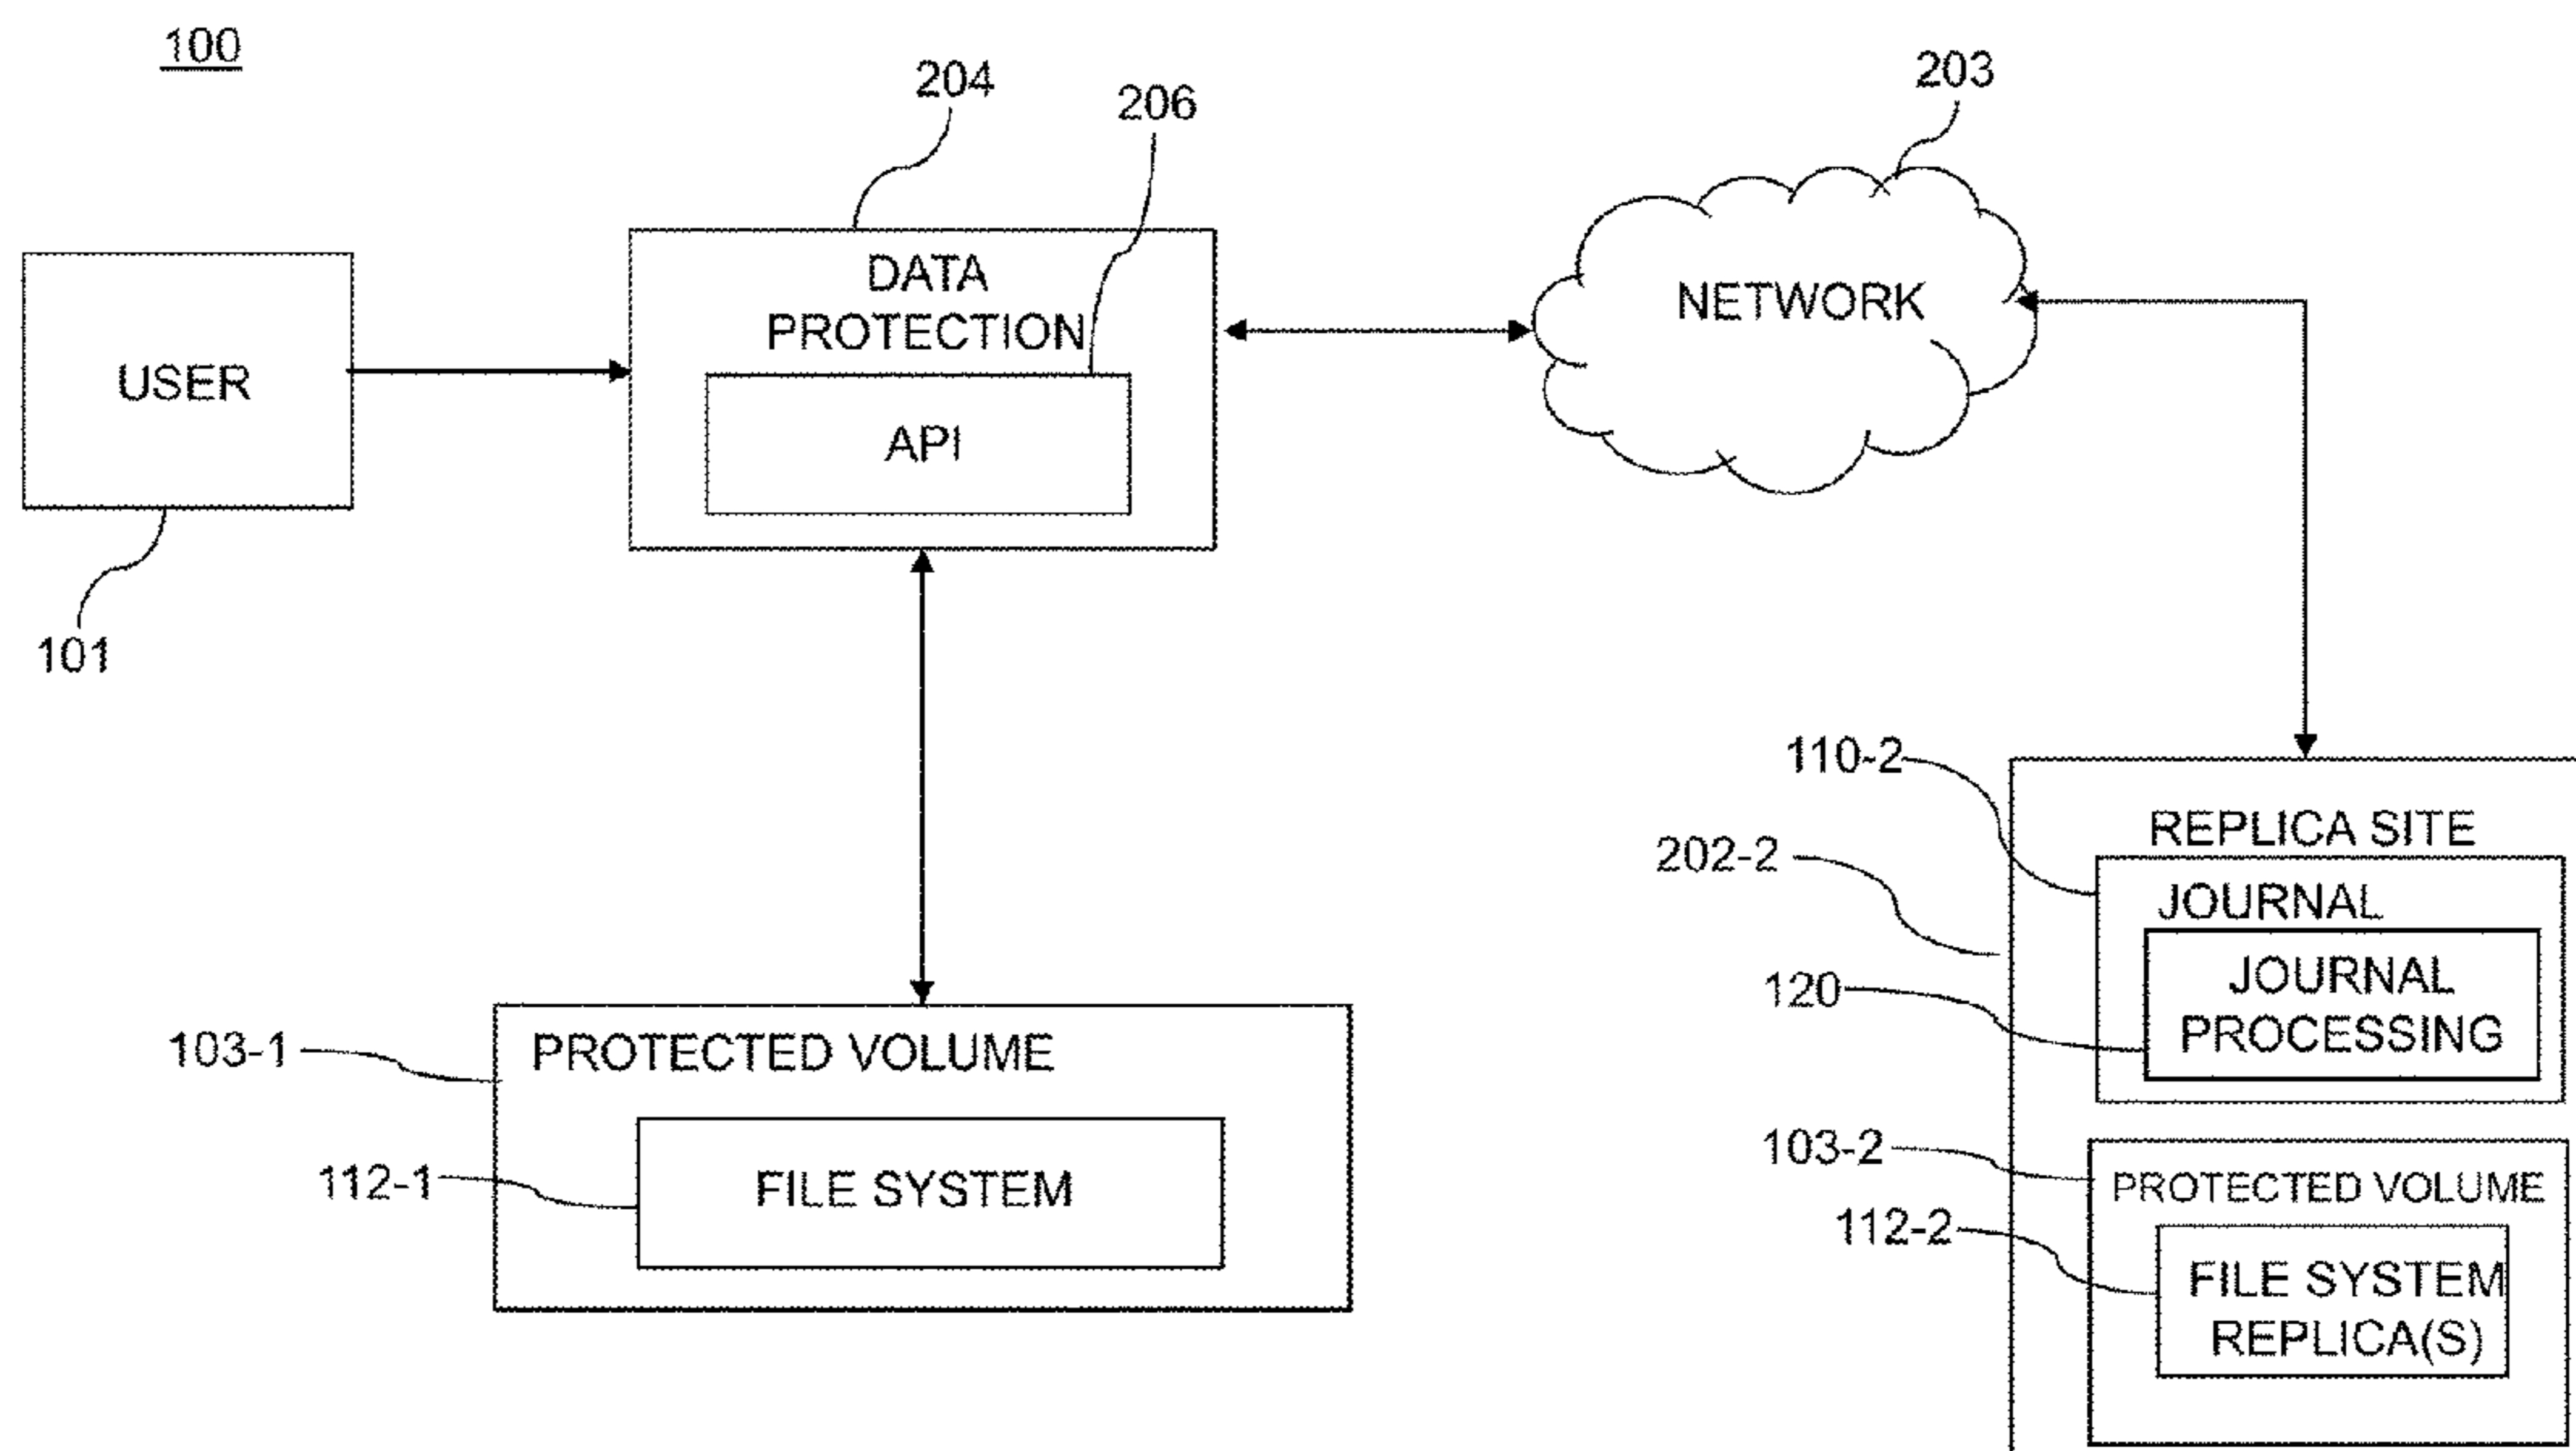 100
204
206
203
DATA
PROTECTION
NETWORK
USER
API
101
110-2
REPLICA SITE
202-2
JOURNAL
120
JOURNAL
PROCESSING
103-1
PROTECTED VOLUME
103-2
PROTECTED VOLUME
112-1
FILE SYSTEM
112-2
FILE SYSTEM
REPLICA(S)